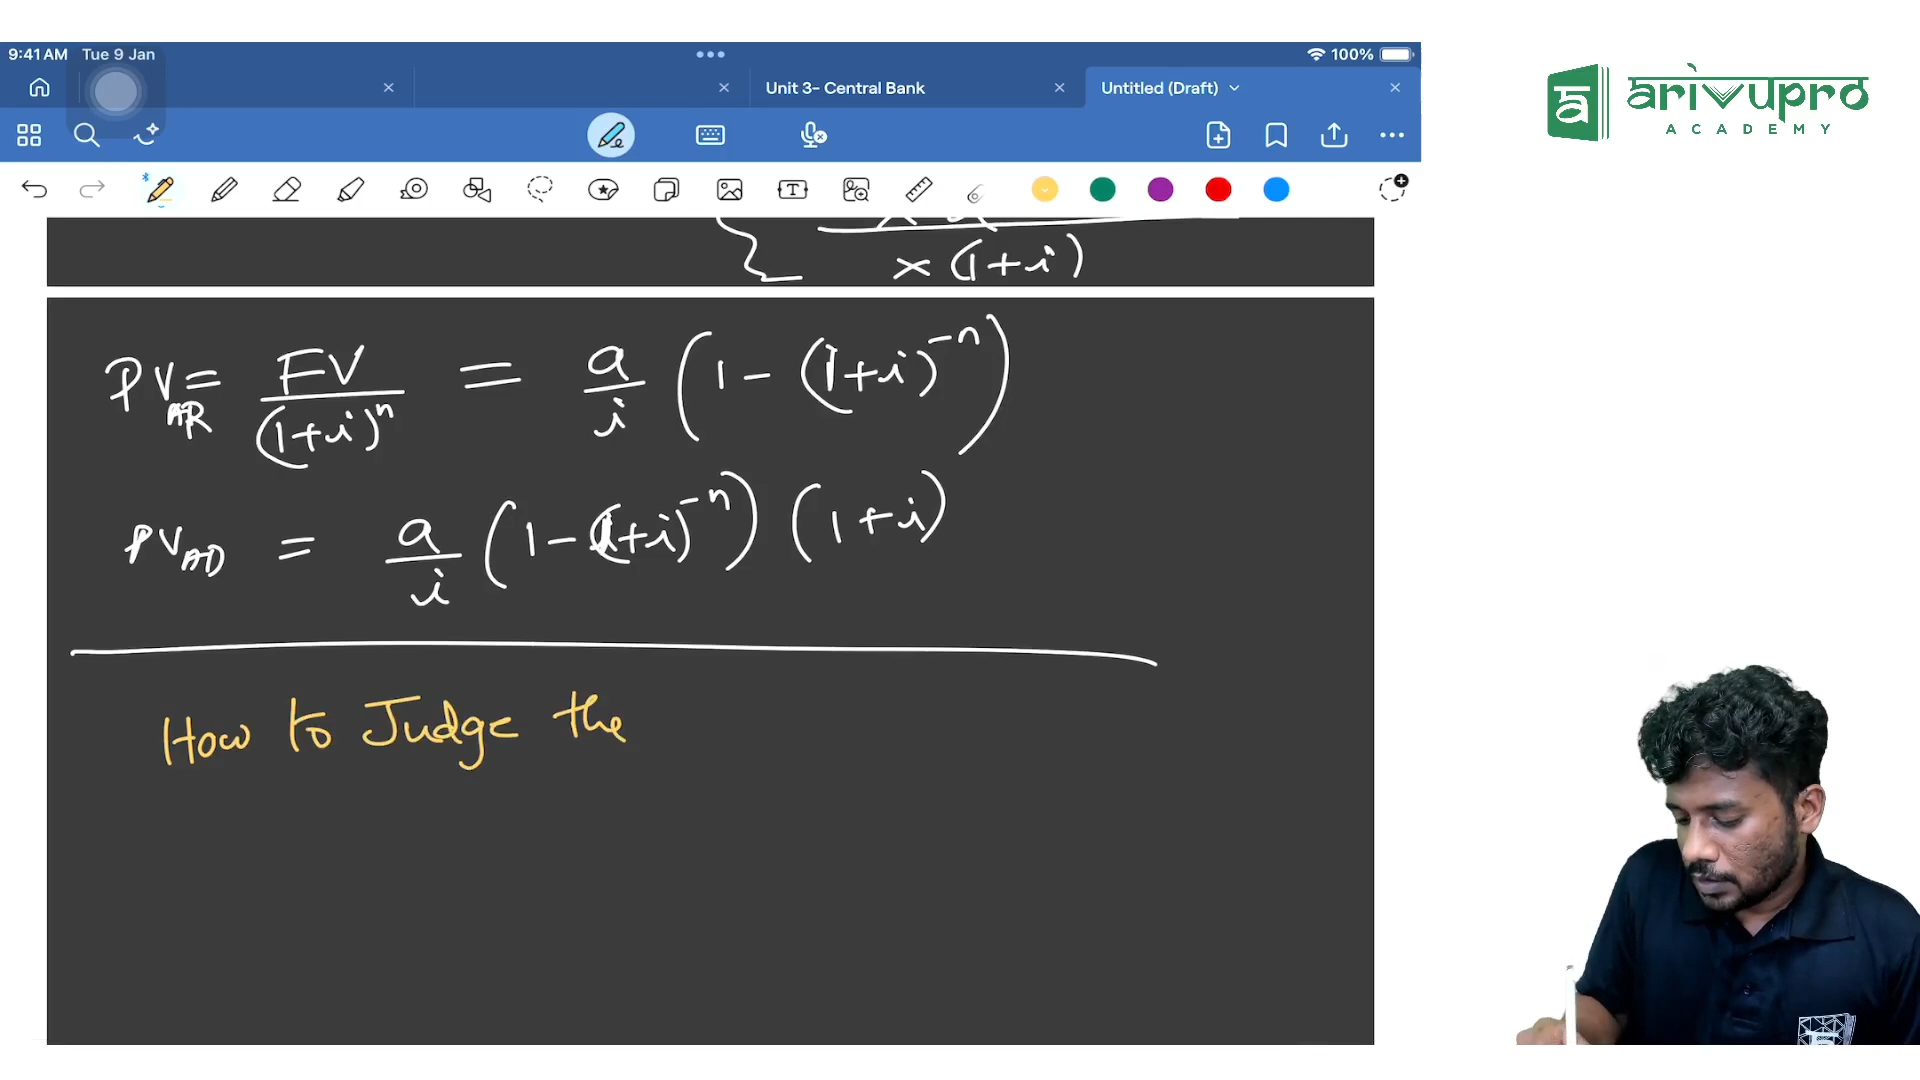 9:41 AM Tue 9 Jan 100%
Unit 3- Central Bank Untitled (Draft)
arivupro
ACADEMY
× (1+i)
PV_AR = FV/(1+i)^n = a/i (1 - (1+i)^-n)
PV_AD = a/i (1 - (1+i)^-n) (1+i)
How to Judge the